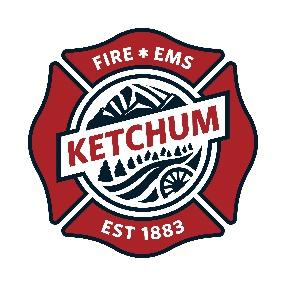 FIRE * EMS
KETCHUM
EST 1883